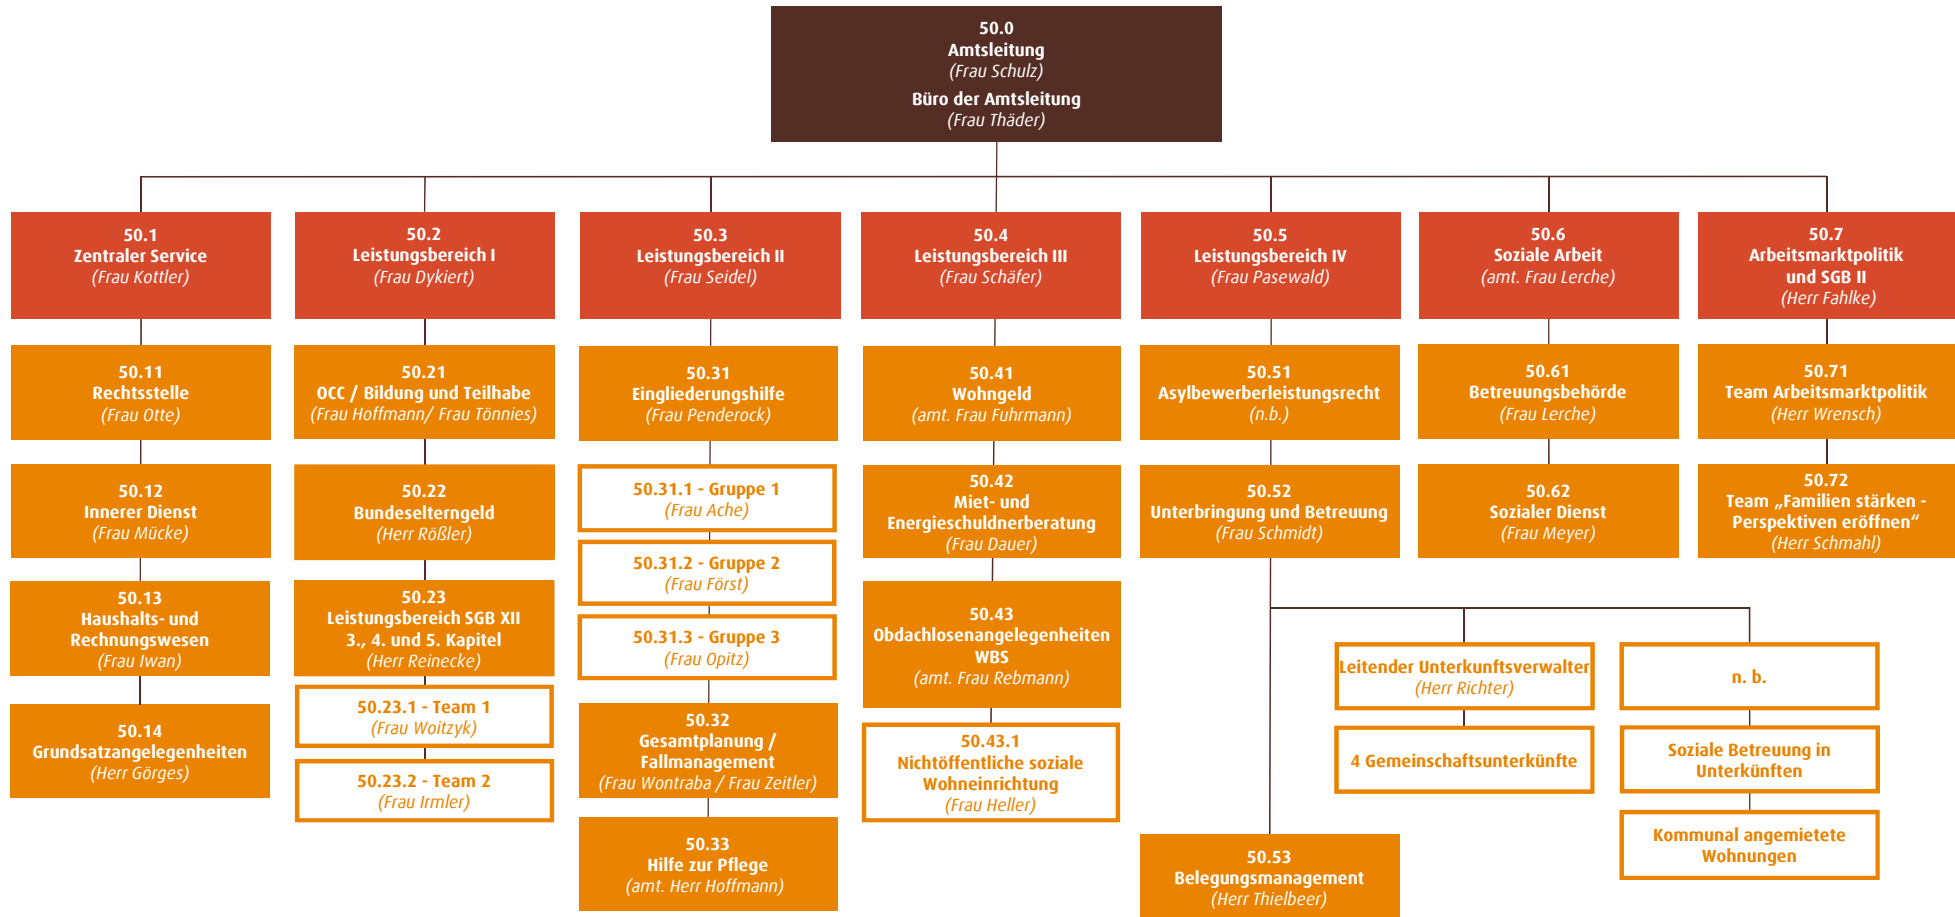 50.0
Amtsleitung
(Frau Schulz)
Büro der Amtsleitung
(Frau Thäder)
50.1
Zentraler Service
(Frau Kottler)
50.11
Rechtsstelle
(Frau Otte)
50.12
Innerer Dienst
(Frau Mücke)
50.13
Haushalts- und
Rechnungswesen
(Frau Iwan)
50.14
Grundsatzangelegenheiten
(Herr Görges)
50.2
Leistungsbereich I
(Frau Dykiert)
50.21
OCC / Bildung und Teilhabe
(Frau Hoffmann/ Frau Tönnies)
50.22
Bundeselterngeld
(Herr Rößler)
50.23
Leistungsbereich SGB XII
3., 4. und 5. Kapitel
(Herr Reinecke)
50.23.1 - Team 1
(Frau Woitzyk)
50.23.2 - Team 2
(Frau Irmler)
50.3
Leistungsbereich II
(Frau Seidel)
50.31
Eingliederungshilfe
(Frau Penderock)
50.31.1 - Gruppe 1
(Frau Ache)
50.31.2 - Gruppe 2
(Frau Först)
50.31.3 - Gruppe 3
(Frau Opitz)
50.32
Gesamtplanung /
Fallmanagement
(Frau Wontraba / Frau Zeitler)
50.33
Hilfe zur Pflege
(amt. Herr Hoffmann)
50.4
Leistungsbereich III
(Frau Schäfer)
50.41
Wohngeld
(amt. Frau Fuhrmann)
50.42
Miet- und
Energieschuldnerberatung
(Frau Dauer)
50.43
Obdachlosenangelegenheiten
WBS
(amt. Frau Rebmann)
50.43.1
Nichtöffentliche soziale
Wohneinrichtung
(Frau Heller)
50.5
Leistungsbereich IV
(Frau Pasewald)
50.51
Asylbewerberleistungsrecht
(n.b.)
50.52
Unterbringung und Betreuung
(Frau Schmidt)
Leitender Unterkunftsverwalter
(Herr Richter)
4 Gemeinschaftsunterkünfte
n. b.
Soziale Betreuung in
Unterkünften
Kommunal angemietete
Wohnungen
50.53
Belegungsmanagement
(Herr Thielbeer)
50.6
Soziale Arbeit
(amt. Frau Lerche)
50.61
Betreuungsbehörde
(Frau Lerche)
50.62
Sozialer Dienst
(Frau Meyer)
50.7
Arbeitsmarktpolitik
und SGB II
(Herr Fahlke)
50.71
Team Arbeitsmarktpolitik
(Herr Wrensch)
50.72
Team „Familien stärken -
Perspektiven eröffnen“
(Herr Schmahl)